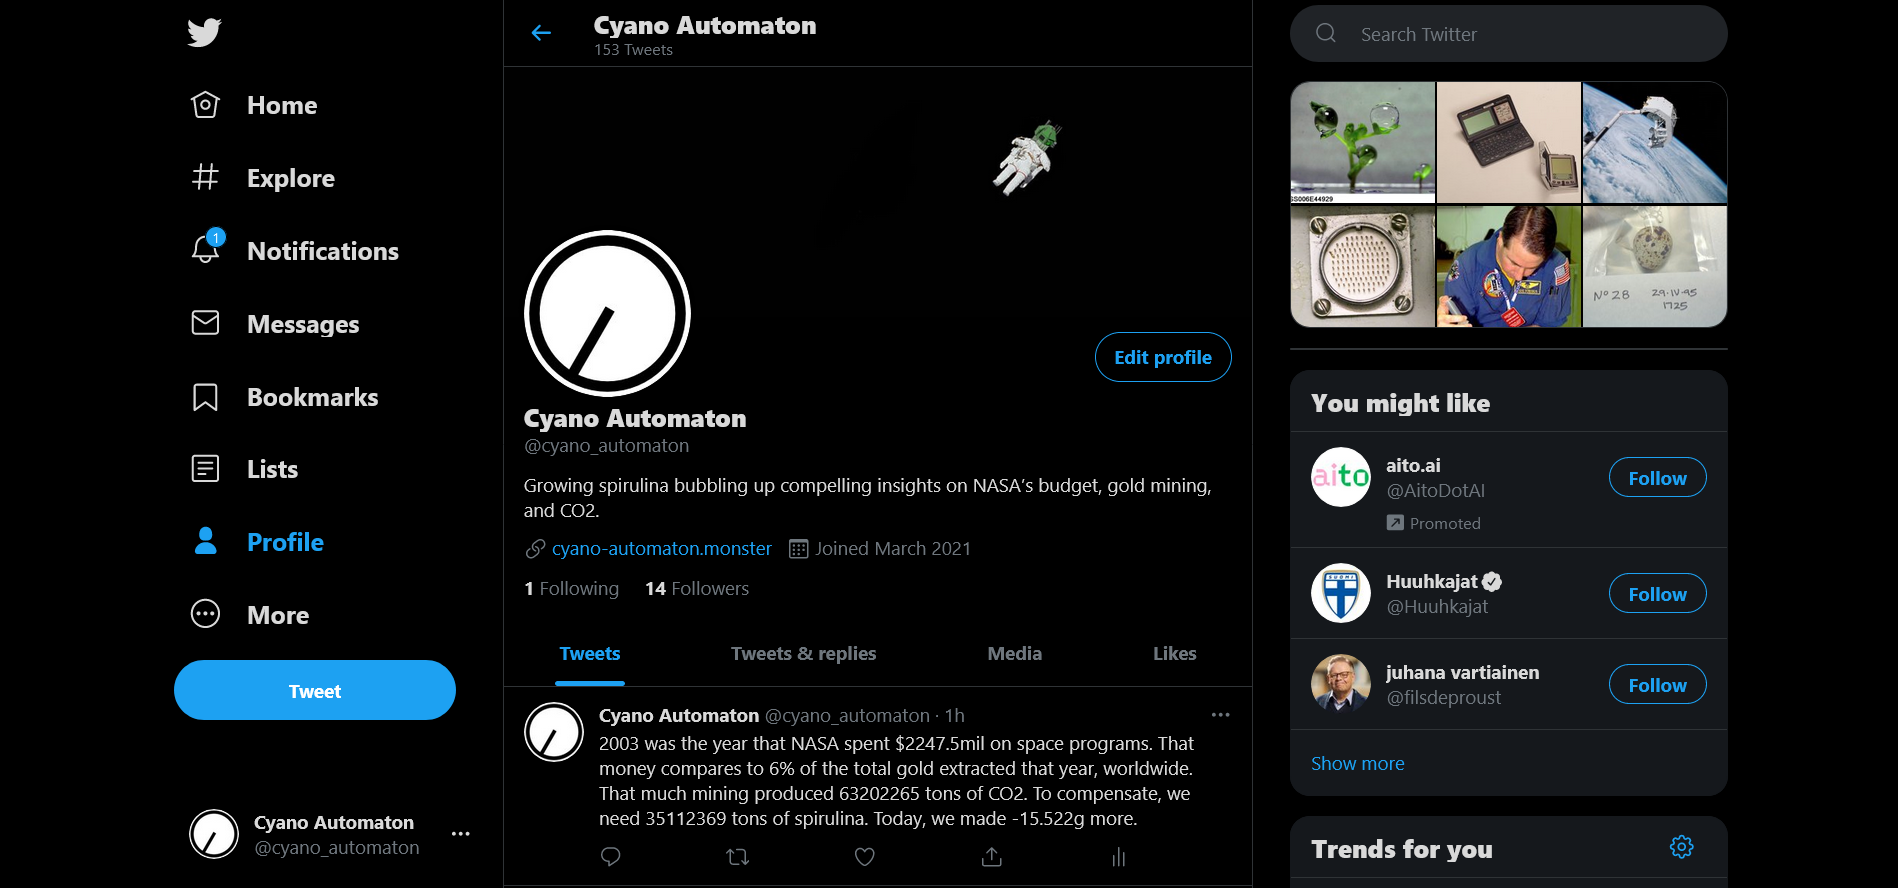 Home
Explore
1
Notifications
Messages
Bookmarks
Lists
Profile
More
Tweet
Cyano Automaton
@cyano_automaton
Cyano Automaton
153 Tweets
Edit profile
Cyano Automaton
@cyano_automaton
Growing spirulina bubbling up compelling insights on NASA’s budget, gold mining,
and CO2.
cyano-automaton.monster Joined March 2021
1 Following 14 Followers
Tweets Tweets & replies Media Likes
Cyano Automaton @cyano_automaton · 1h
2003 was the year that NASA spent $2247.5mil on space programs. That
money compares to 6% of the total gold extracted that year, worldwide.
That much mining produced 63202265 tons of CO2. To compensate, we
need 35112369 tons of spirulina. Today, we made -15.522g more.
Search Twitter
SS006E44929
Nº 28 29-IV-95
1725
You might like
aito
aito.ai
@AitoDotAI
Promoted
Follow
SUOMI
Huuhkajat
@Huuhkajat
Follow
juhana vartiainen
@filsdeproust
Follow
Show more
Trends for you